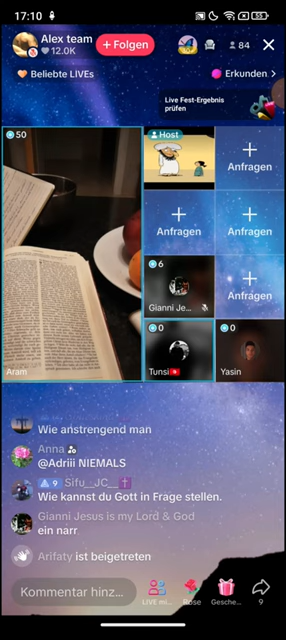 17:10
55
Alex team
12.0K
+ Folgen
84
Beliebte LIVEs
Erkunden
Live Fest-Ergebnis
prüfen
50
Host
Anfragen
Anfragen
Anfragen
6
Gianni Je...
Anfragen
0
Tunsi
0
Yasin
Aram
Wie anstrengend man
Anna
@Adriii NIEMALS
9 Sifu__JC__
Wie kannst du Gott in Frage stellen.
Gianni Jesus is my Lord & God
ein narr
Arifaty ist beigetreten
Kommentar hinz...
LIVE mi...
Rose
Gesche...
9